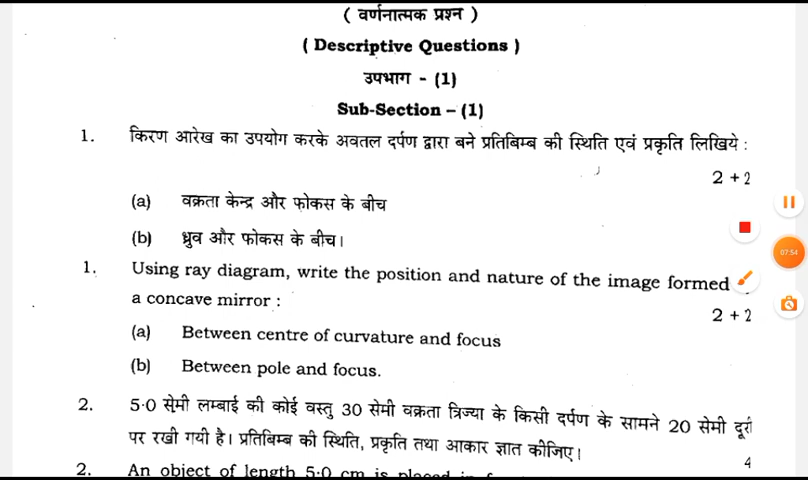 ( वर्णनात्मक प्रश्न )
( Descriptive Questions )
उपभाग - (1)
Sub-Section – (1)
1. किरण आरेख का उपयोग करके अवतल दर्पण द्वारा बने प्रतिबिम्ब की स्थिति एवं प्रकृति लिखिये :
2 + 2
(a) वक्रता केन्द्र और फोकस के बीच
(b) ध्रुव और फोकस के बीच।
07:54
1. Using ray diagram, write the position and nature of the image formed
a concave mirror :
2 + 2
(a) Between centre of curvature and focus
(b) Between pole and focus.
2. 5·0 सेमी लम्बाई की कोई वस्तु 30 सेमी वक्रता त्रिज्या के किसी दर्पण के सामने 20 सेमी दूरी
पर रखी गयी है। प्रतिबिम्ब की स्थिति, प्रकृति तथा आकार ज्ञात कीजिए।
4
2. An object of length 5·0 cm is placed in